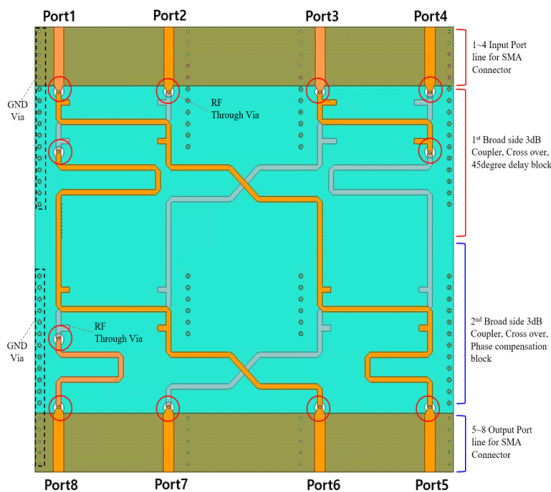 Port1
Port2
Port3
Port4
1~4 Input Port
line for SMA
Connector
GND
Via
RF
Through Via
1st Broad side 3dB
Coupler, Cross over,
45degree delay block
RF
Through Via
GND
Via
2nd Broad side 3dB
Coupler, Cross over,
Phase compensation
block
5~8 Output Port
line for SMA
Connector
Port8
Port7
Port6
Port5